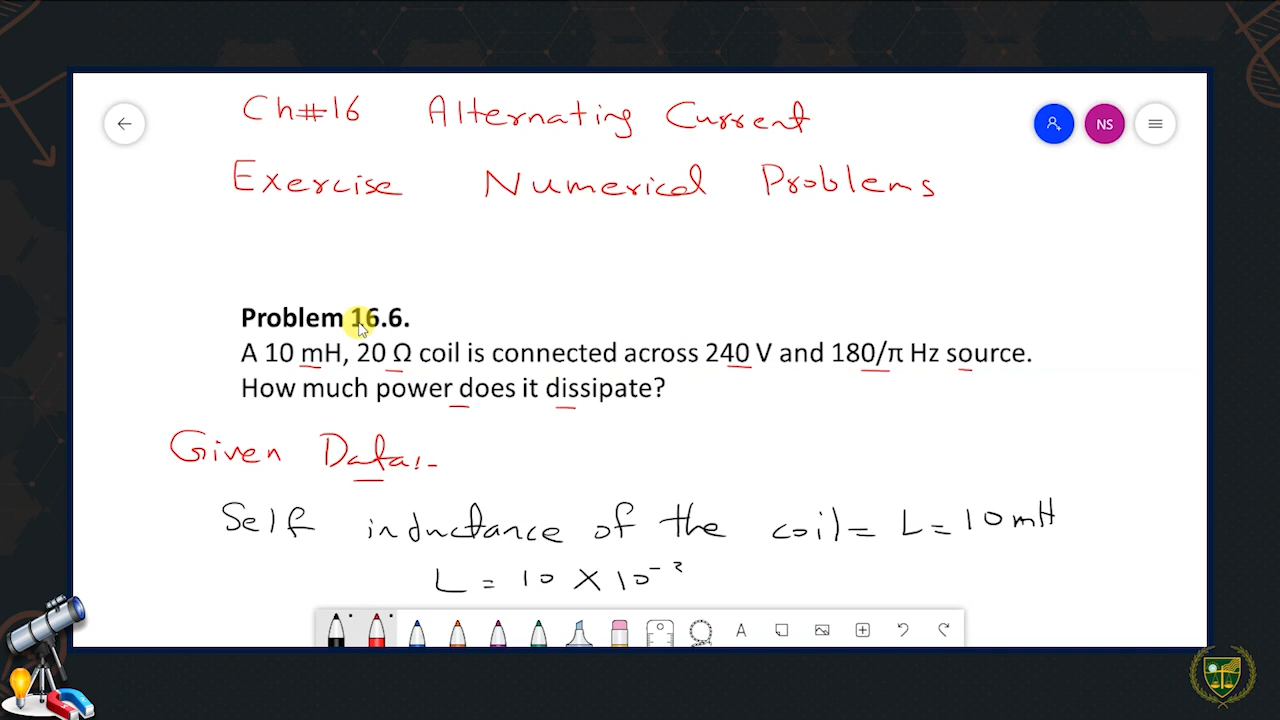 Ch#16 Alternating Current
NS
Exercise Numerical Problems
Problem 16.6.
A 10 mH, 20 Ω coil is connected across 240 V and 180/π Hz source.
How much power does it dissipate?
Given Data:-
Self inductance of the coil = L = 10 mH
L = 10 × 10⁻³
A